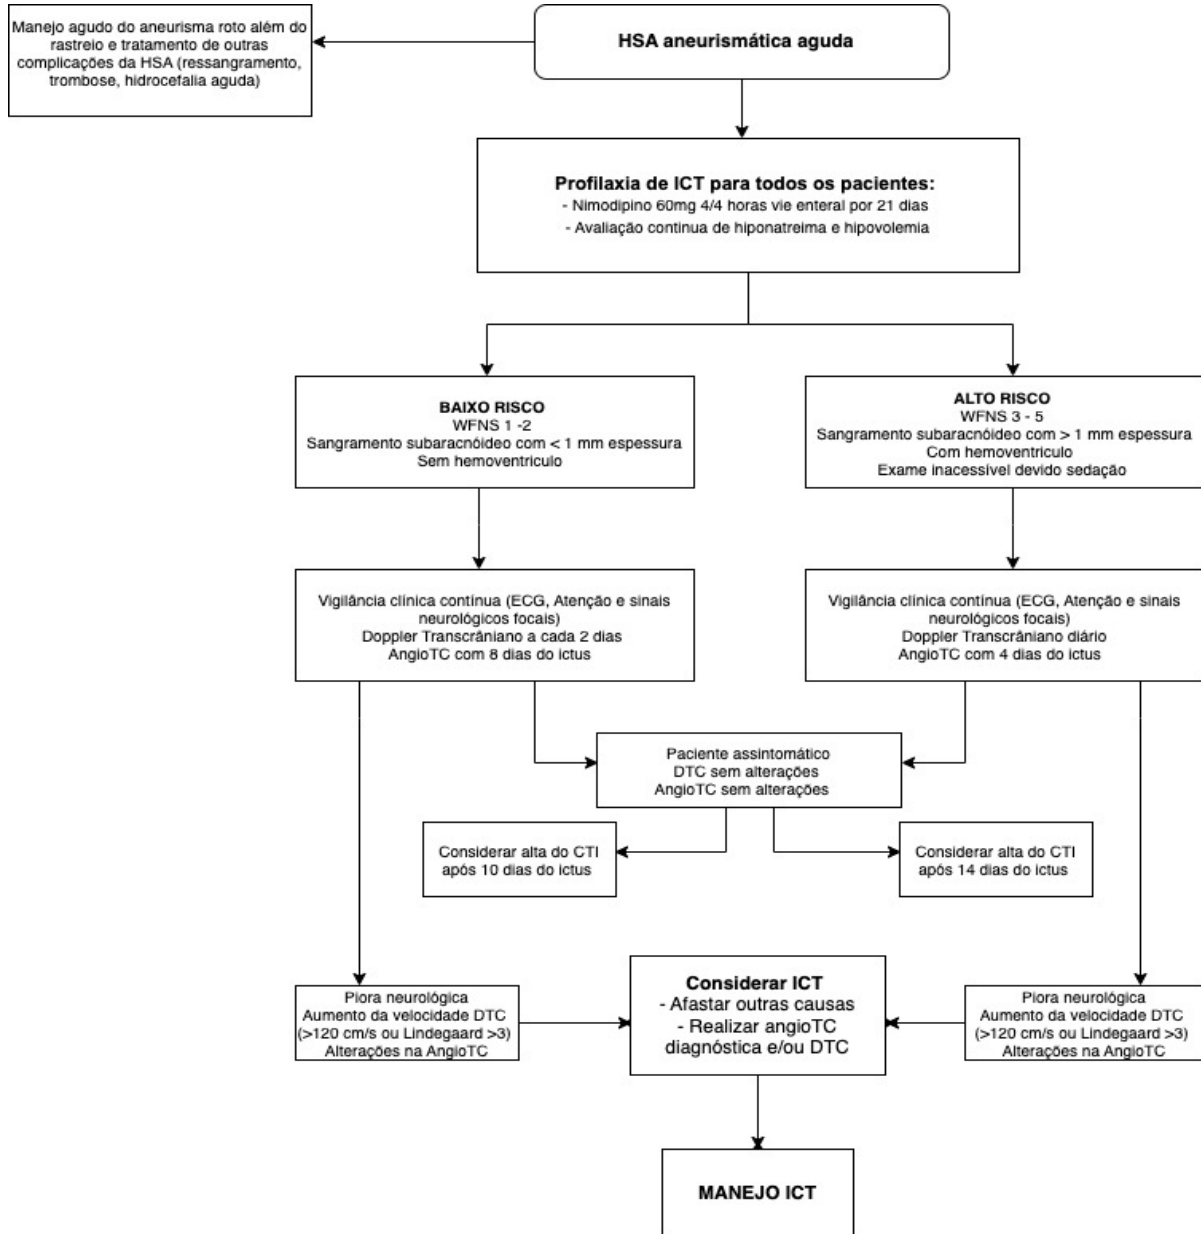 Manejo agudo do aneurisma roto além do
rastreio e tratamento de outras
complicações da HSA (ressangramento,
trombose, hidrocefalia aguda)
HSA aneurismática aguda
Profilaxia de ICT para todos os pacientes:
- Nimodipino 60mg 4/4 horas vie enteral por 21 dias
- Avaliação continua de hiponatreima e hipovolemia
BAIXO RISCO
WFNS 1 -2
Sangramento subaracnóideo com < 1 mm espessura
Sem hemoventriculo
ALTO RISCO
WFNS 3 - 5
Sangramento subaracnóideo com > 1 mm espessura
Com hemoventriculo
Exame inacessível devido sedação
Vigilância clínica contínua (ECG, Atenção e sinais
neurológicos focais)
Doppler Transcrâniano a cada 2 dias
AngioTC com 8 dias do ictus
Vigilância clínica contínua (ECG, Atenção e sinais
neurológicos focais)
Doppler Transcrâniano diário
AngioTC com 4 dias do ictus
Paciente assintomático
DTC sem alterações
AngioTC sem alterações
Considerar alta do CTI
após 10 dias do ictus
Considerar alta do CTI
após 14 dias do ictus
Piora neurológica
Aumento da velocidade DTC
(>120 cm/s ou Lindegaard >3)
Alterações na AngioTC
Considerar ICT
- Afastar outras causas
- Realizar angioTC
diagnóstica e/ou DTC
Piora neurológica
Aumento da velocidade DTC
(>120 cm/s ou Lindegaard >3)
Alterações na AngioTC
MANEJO ICT